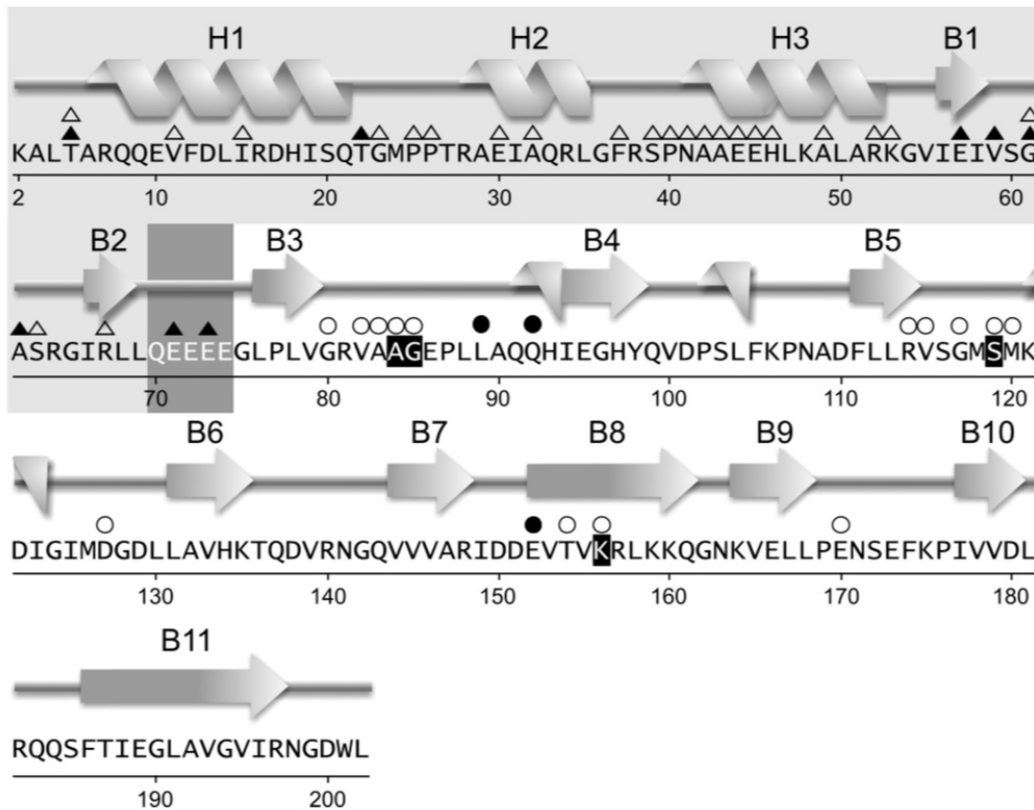 H1 H2 H3 B1
KALTARQQEVFDLIRDHISQTGMPPTRAEIAQRLGFRSPNAAEEHLKALARKGVIEIVSG
2 10 20 30 40 50 60
B2 B3 B4 B5
ASRGIRLLQEEEEGLPLVGRVAAGEPLLAQQHIEGHYQVDPSLFKPNADFLLRVSGMSMK
70 80 90 100 110 120
B6 B7 B8 B9 B10
DIGIMDGDLLAVHKTQDVRNGQVVVARIDDEVTVKRLKKQGNKVELLPENSEFKPIVVDL
130 140 150 160 170 180
B11
RQQSFTIEGLAVGVIRNGDWL
190 200